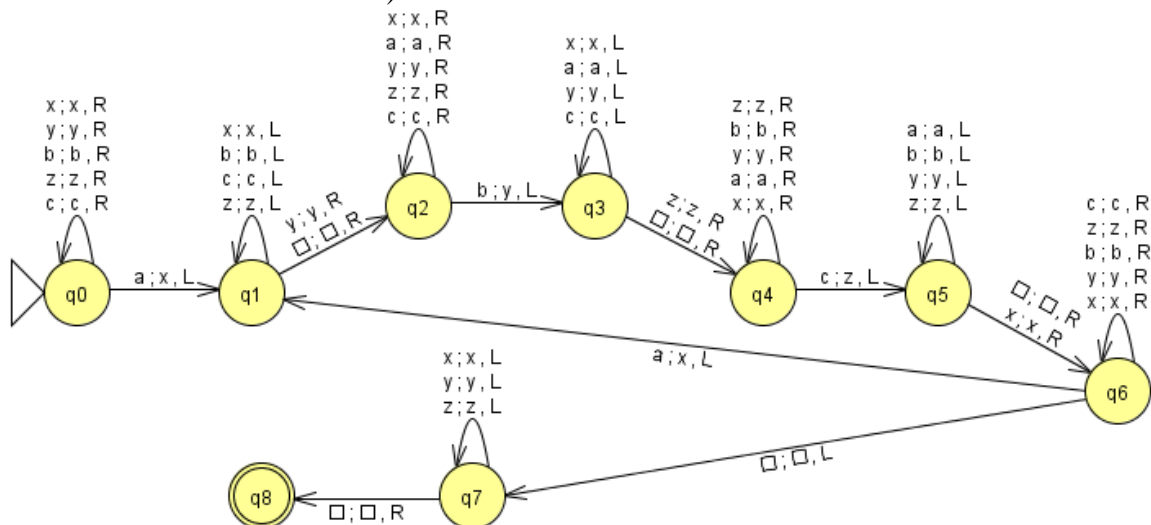 )
x ; x , R
a ; a , R
y ; y , R
z ; z , R
c ; c , R
x ; x , L
a ; a , L
y ; y , L
c ; c , L
x ; x , R
y ; y , R
b ; b , R
z ; z , R
c ; c , R
x ; x , L
b ; b , L
c ; c , L
z ; z , L
z ; z , R
b ; b , R
y ; y , R
a ; a , R
x ; x , R
a ; a , L
b ; b , L
y ; y , L
z ; z , L
q2
b ; y , L
q3
y ; y , R
□ ; □ , R
z ; z , R
□ ; □ , R
c ; c , R
z ; z , R
b ; b , R
y ; y , R
x ; x , R
q0
a ; x , L
q1
q4
c ; z , L
q5
□ ; □ , R
x ; x , R
a ; x , L
q6
x ; x , L
y ; y , L
z ; z , L
□ ; □ , L
q8
□ ; □ , R
q7